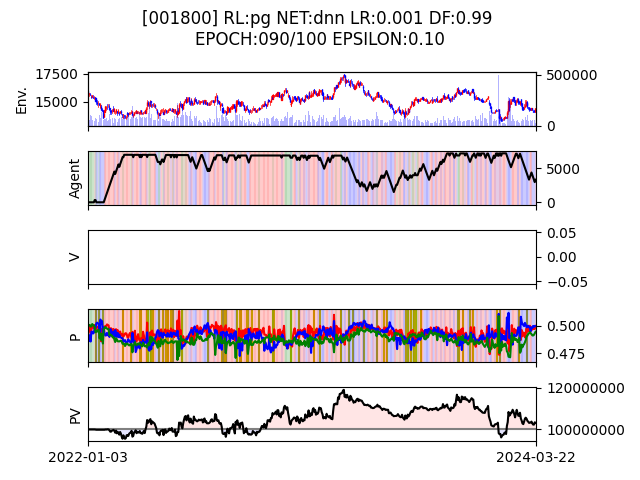 [001800] RL:pg NET:dnn LR:0.001 DF:0.99
EPOCH:090/100 EPSILON:0.10
Env.
17500
15000
500000
0
Agent
5000
0
V
0.05
0.00
−0.05
P
0.500
0.475
PV
120000000
100000000
2022-01-03
2024-03-22